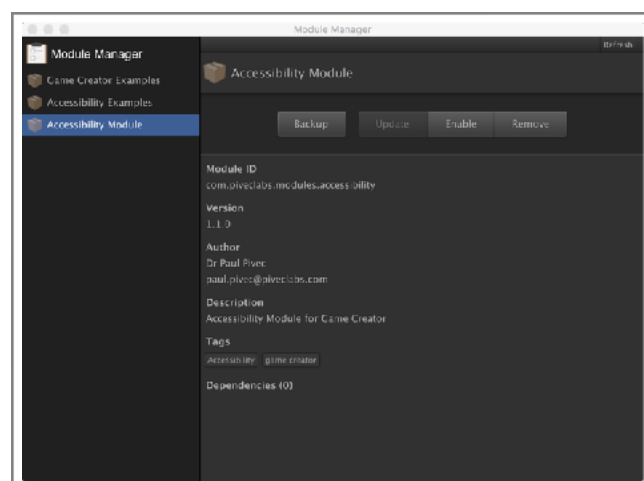 Module Manager
Refresh
Module Manager
Game Creator Examples
Accessibility Examples
Accessibility Module
Accessibility Module
Backup
Update
Enable
Remove
Module ID
com.piveclabs.modules.accessibility
Version
1.1.0
Author
Dr Paul Pivec
paul.pivec@piveclabs.com
Description
Accessibility Module for Game Creator
Tags
Accessibility game creator
Dependencies (0)